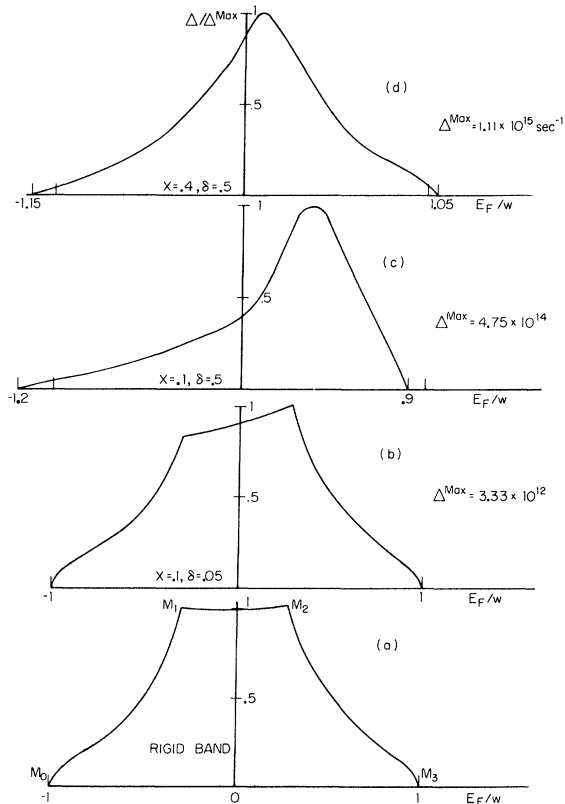 Δ/Δ^Max
1
(d)
.5
Δ^Max = 1.11 x 10^15 sec^-1
X=.4, δ=.5
-1.15
1.05
E_F/w
1
(c)
.5
Δ^Max = 4.75 x 10^14
X=.1, δ=.5
-1.2
.9
E_F/w
1
(b)
.5
Δ^Max = 3.33 x 10^12
X=.1, δ=.05
-1
1
E_F/w
M_1
1
M_2
(a)
.5
RIGID BAND
M_0
M_3
-1
0
1
E_F/w